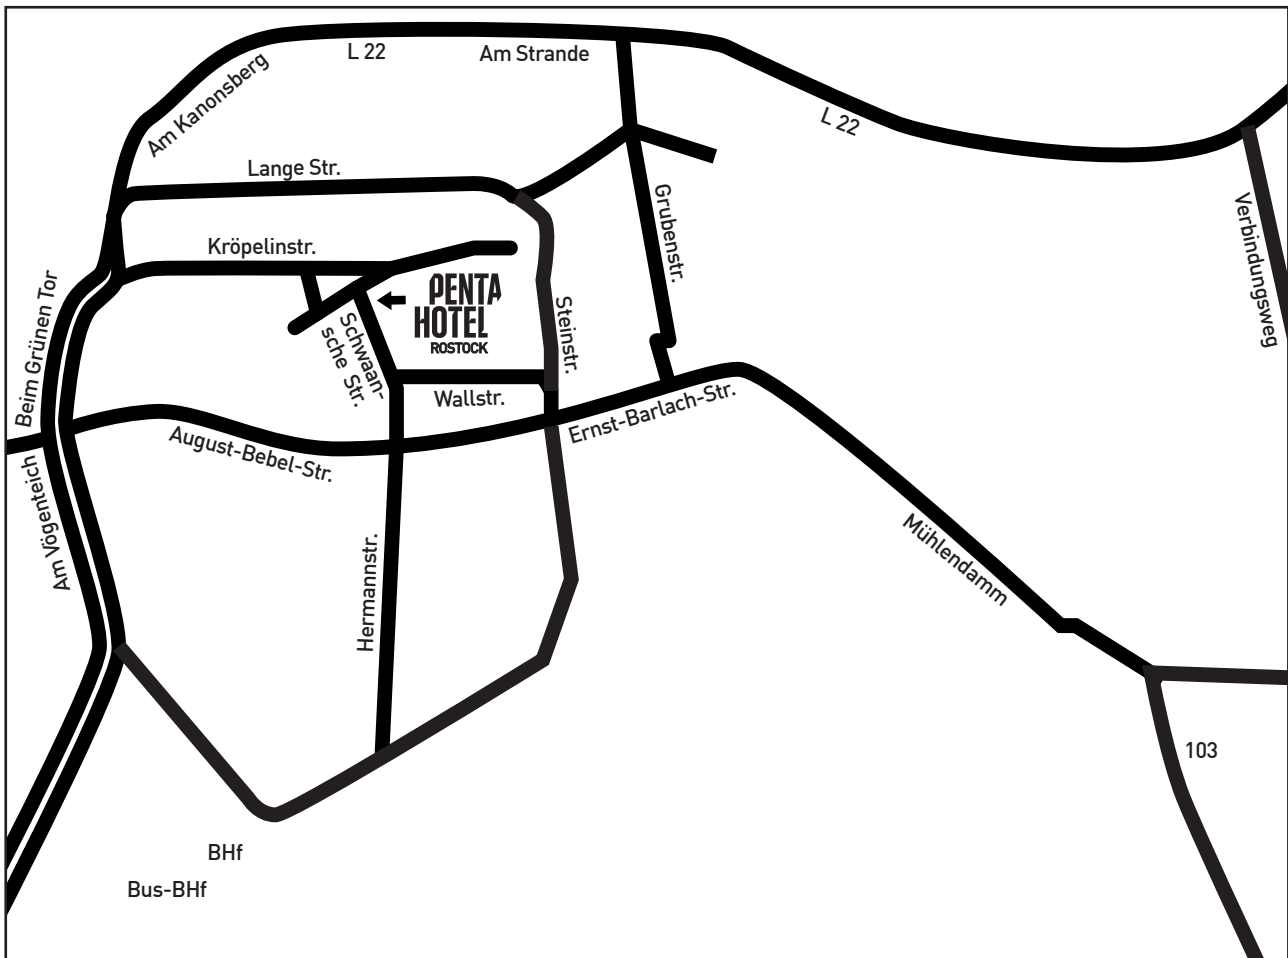 L 22
Am Strande
Am Kanonsberg
L 22
Lange Str.
Grubenstr.
Verbindungsweg
Kröpelinstr.
Beim Grünen Tor
PENTA
HOTEL
ROSTOCK
Steinstr.
Schwaan-
sche Str.
Wallstr.
Ernst-Barlach-Str.
August-Bebel-Str.
Am Vögenteich
Hermannstr.
Mühlendamm
103
BHf
Bus-BHf